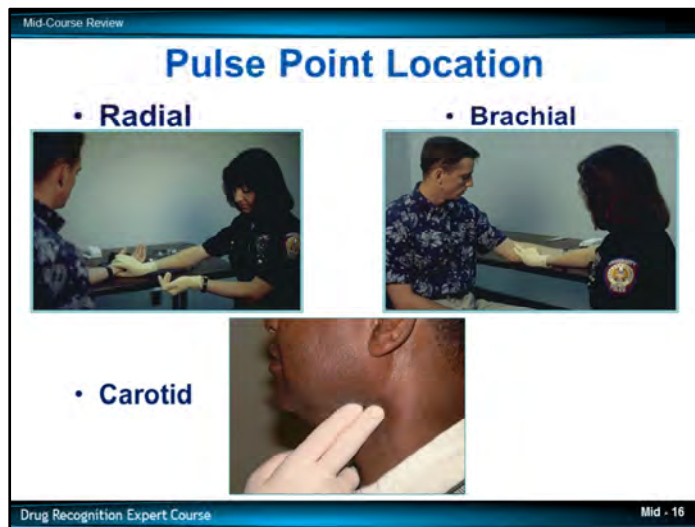 Mid-Course Review
Pulse Point Location
• Radial
• Brachial
• Carotid
Drug Recognition Expert Course
Mid - 16